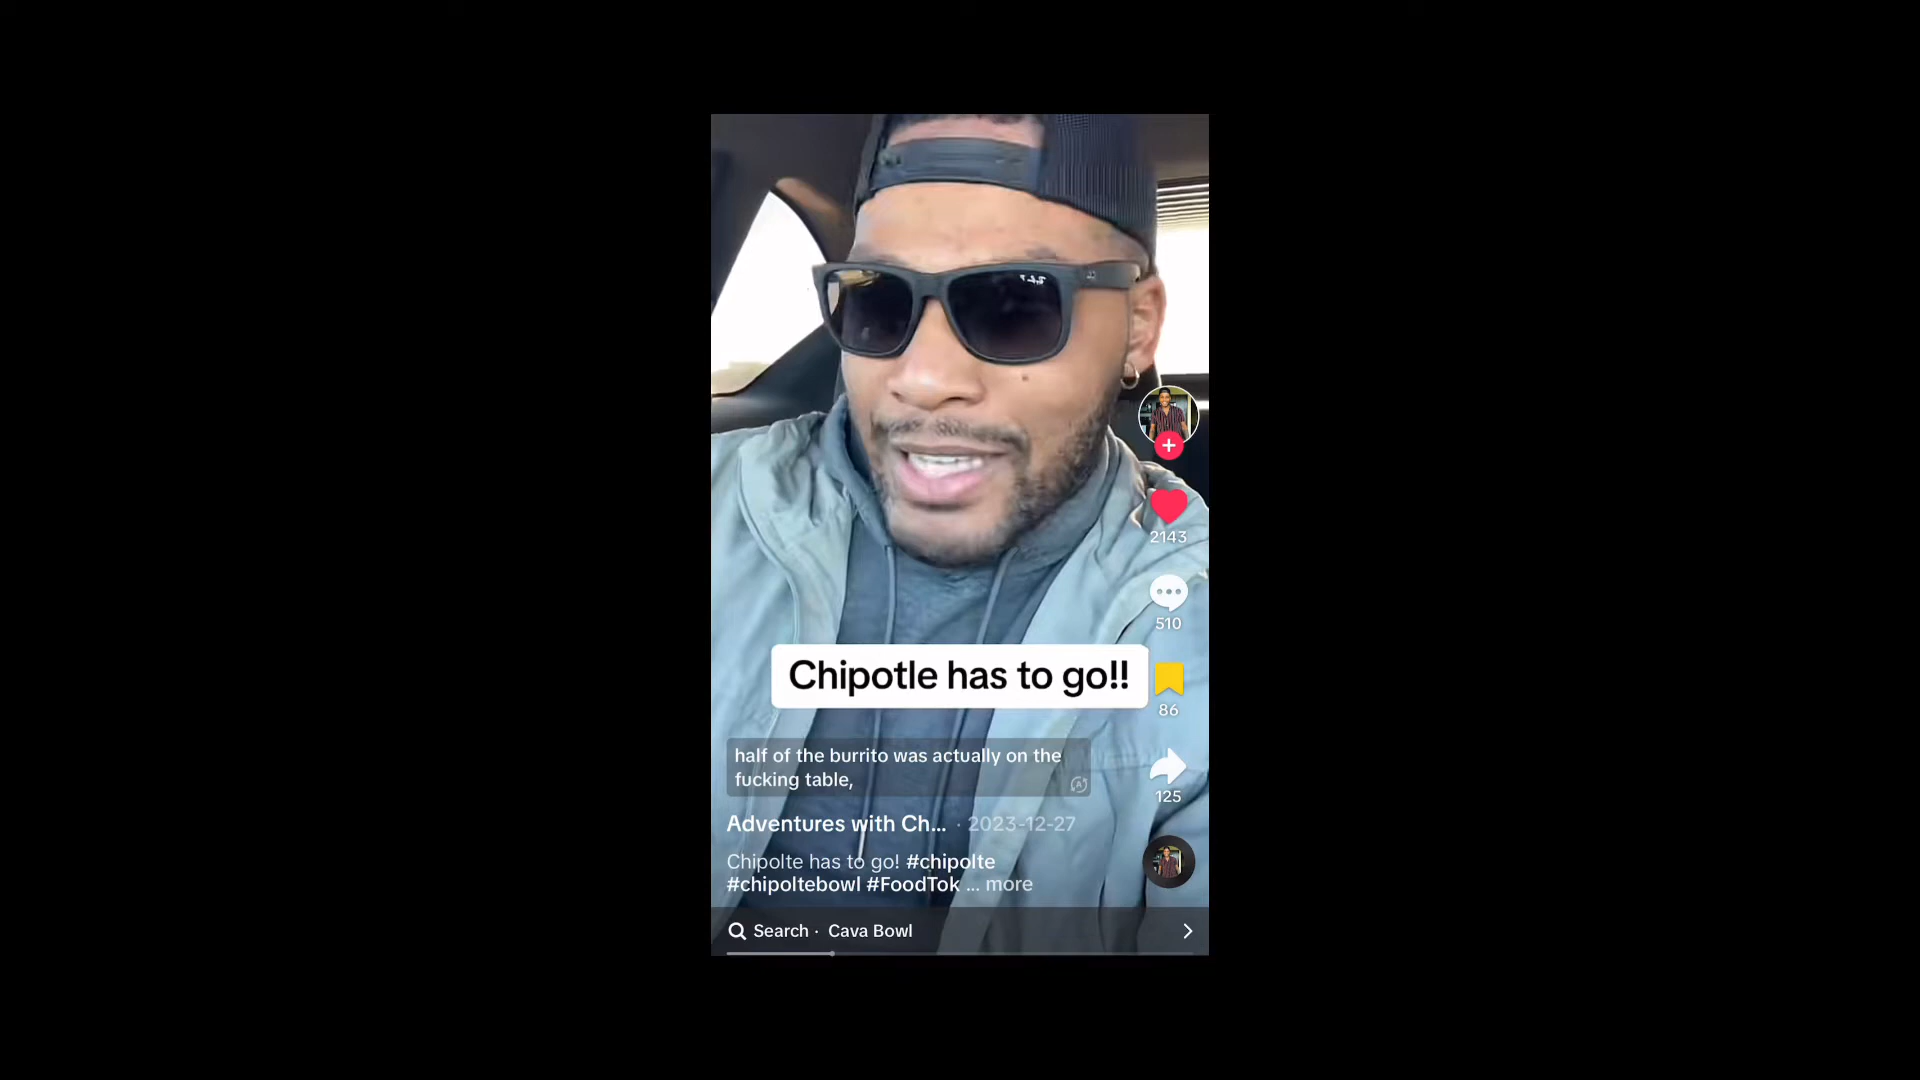 2143
510
Chipotle has to go!!
86
half of the burrito was actually on the
fucking table,
125
Adventures with Ch... · 2023-12-27
Chipolte has to go! #chipolte
#chipoltebowl #FoodTok ... more
Search · Cava Bowl